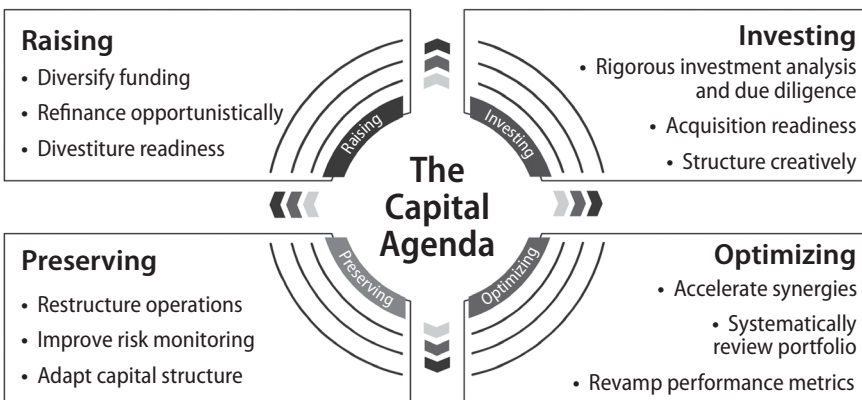 Raising
• Diversify funding
• Refinance opportunistically
• Divestiture readiness
Investing
• Rigorous investment analysis
and due diligence
• Acquisition readiness
• Structure creatively
Raising
Investing
The
Capital
Agenda
Preserving
Optimizing
Preserving
• Restructure operations
• Improve risk monitoring
• Adapt capital structure
Optimizing
• Accelerate synergies
• Systematically
review portfolio
• Revamp performance metrics